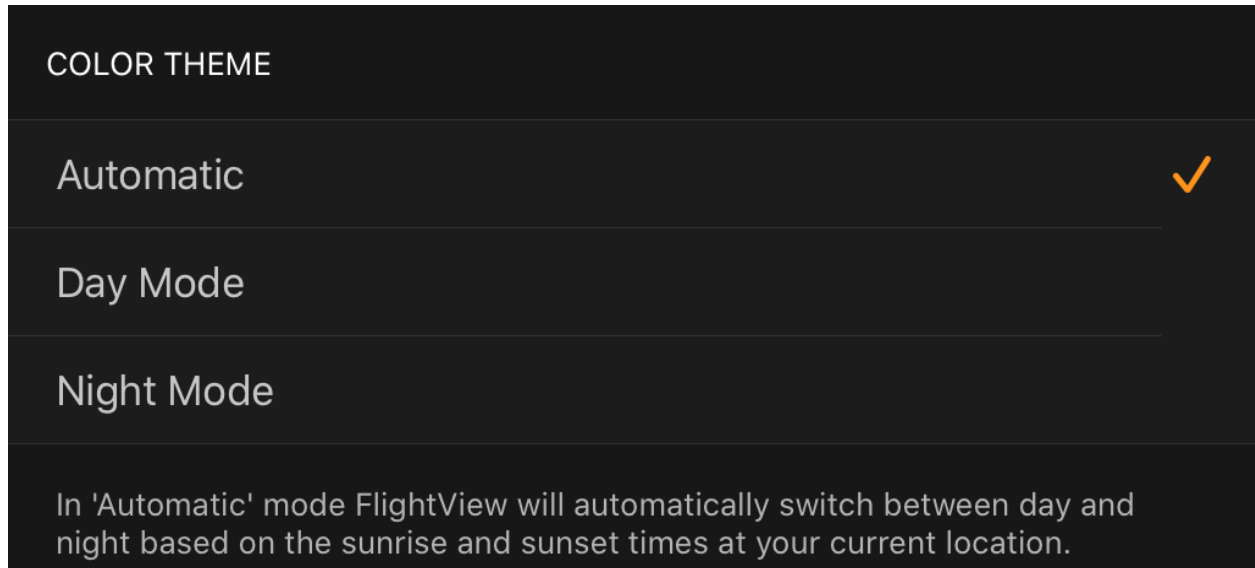 COLOR THEME
Automatic
Day Mode
Night Mode
In 'Automatic' mode FlightView will automatically switch between day and
night based on the sunrise and sunset times at your current location.